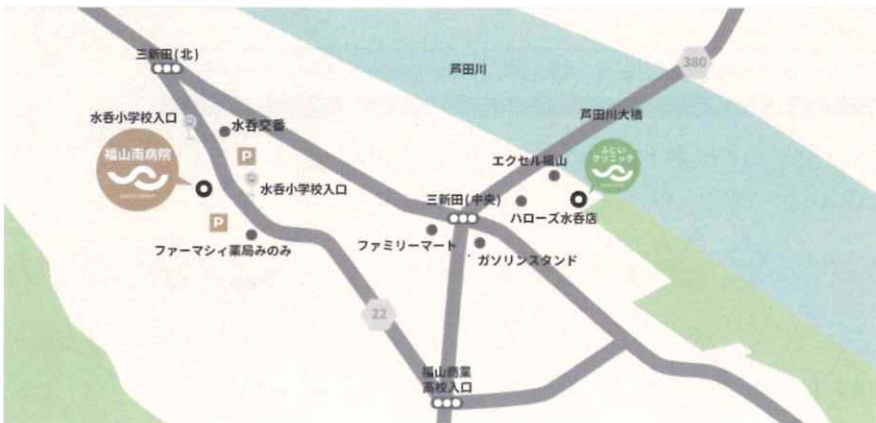 三新田(北)
芦田川
380
水呑小学校入口
水呑交番
芦田川大橋
福山南病院
P
エクセル福山
ふじい
クリニック
水呑小学校入口
三新田(中央)
ハローズ水呑店
P
ファーマシィ薬局みのみ
ファミリーマート
ガソリンスタンド
22
福山商業
高校入口